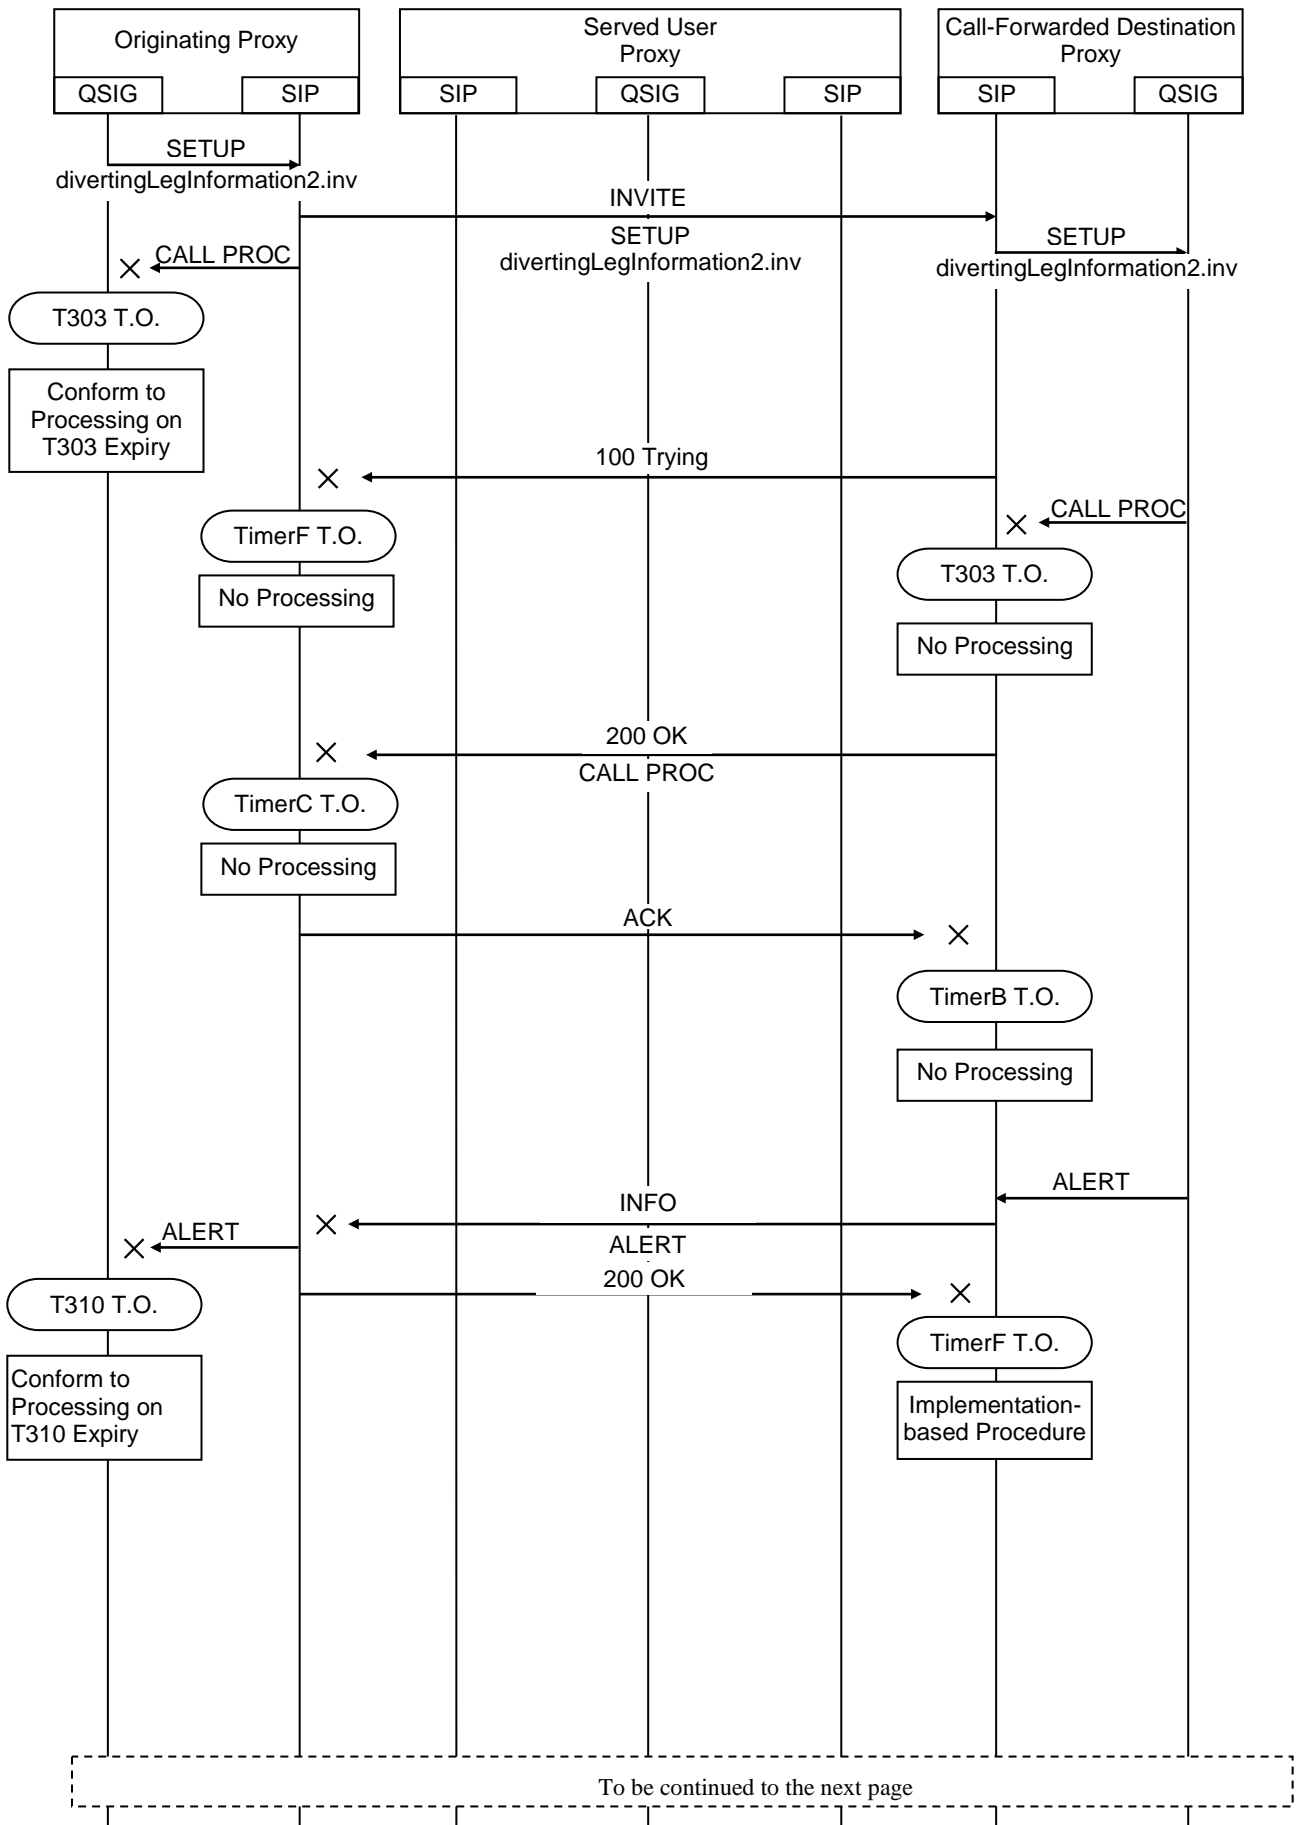 Originating Proxy
Served User
Proxy
Call-Forwarded Destination
Proxy
QSIG
SIP
SIP
QSIG
SIP
SIP
QSIG
SETUP
divertingLegInformation2.inv
INVITE
SETUP
divertingLegInformation2.inv
SETUP
divertingLegInformation2.inv
CALL PROC
T303 T.O.
Conform to
Processing on
T303 Expiry
100 Trying
CALL PROC
TimerF T.O.
No Processing
T303 T.O.
No Processing
200 OK
CALL PROC
TimerC T.O.
No Processing
ACK
TimerB T.O.
No Processing
ALERT
INFO
ALERT
ALERT
200 OK
T310 T.O.
Conform to
Processing on
T310 Expiry
TimerF T.O.
Implementation-
based Procedure
To be continued to the next page